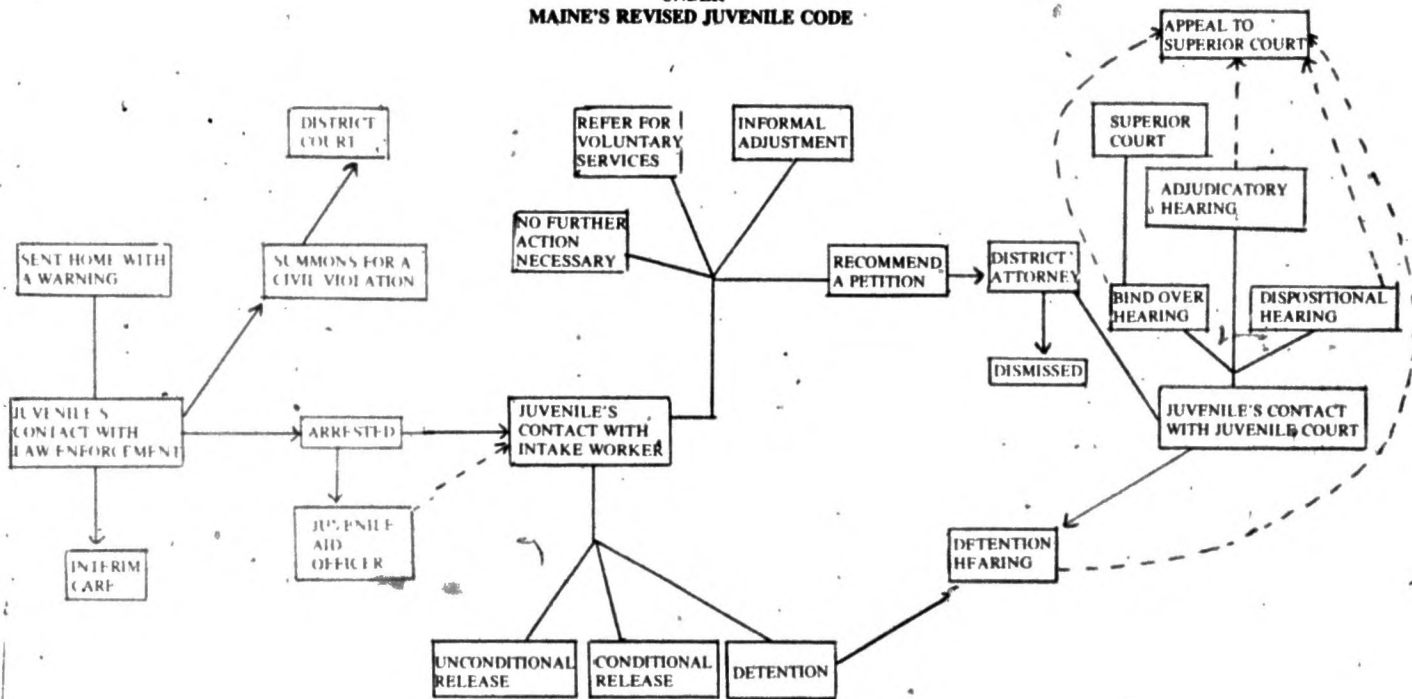 UNDER
MAINE'S REVISED JUVENILE CODE
APPEAL TO
SUPERIOR COURT
DISTRICT
COURT
REFER FOR
VOLUNTARY
SERVICES
INFORMAL
ADJUSTMENT
SUPERIOR
COURT
ADJUDICATORY
HEARING
SENT HOME WITH
A WARNING
SUMMONS FOR A
CIVIL VIOLATION
NO FURTHER
ACTION
NECESSARY
RECOMMEND
A PETITION
DISTRICT
ATTORNEY
BIND OVER
HEARING
DISPOSITIONAL
HEARING
DISMISSED
JUVENILE'S
CONTACT WITH
LAW ENFORCEMENT
ARRESTED
JUVENILE'S
CONTACT WITH
INTAKE WORKER
JUVENILE'S CONTACT
WITH JUVENILE COURT
INTERIM
CARE
JUVENILE
AID
OFFICER
DETENTION
HEARING
UNCONDITIONAL
RELEASE
CONDITIONAL
RELEASE
DETENTION